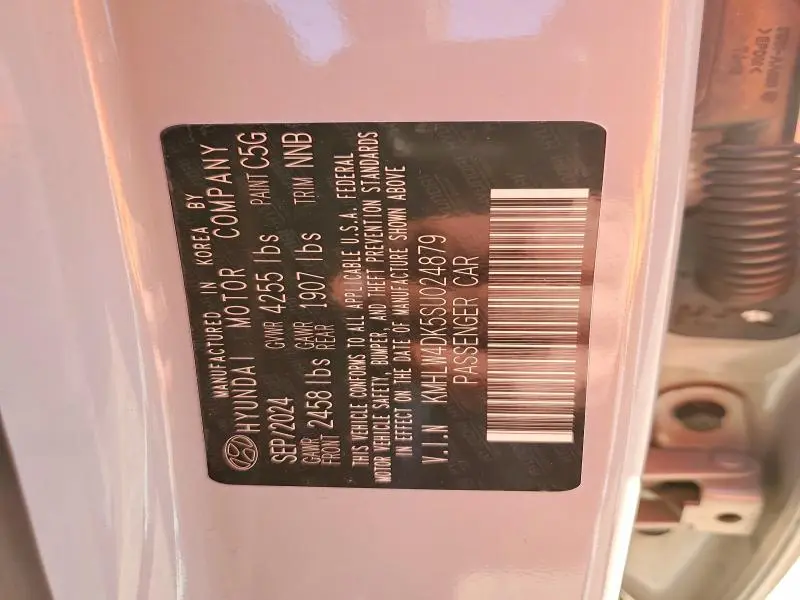 MANUFACTURED IN KOREA BY
HYUNDAI MOTOR COMPANY
SEP/2024 GVWR 4255 lbs PAINT C5G
GAWR FRONT 2458 lbs GAWR REAR 1907 lbs TRIM NNB
THIS VEHICLE CONFORMS TO ALL APPLICABLE U.S.A. FEDERAL
MOTOR VEHICLE SAFETY, BUMPER, AND THEFT PREVENTION STANDARDS
IN EFFECT ON THE DATE OF MANUFACTURE SHOWN ABOVE
V.I.N KMHLW4DK5SU024879
PASSENGER CAR